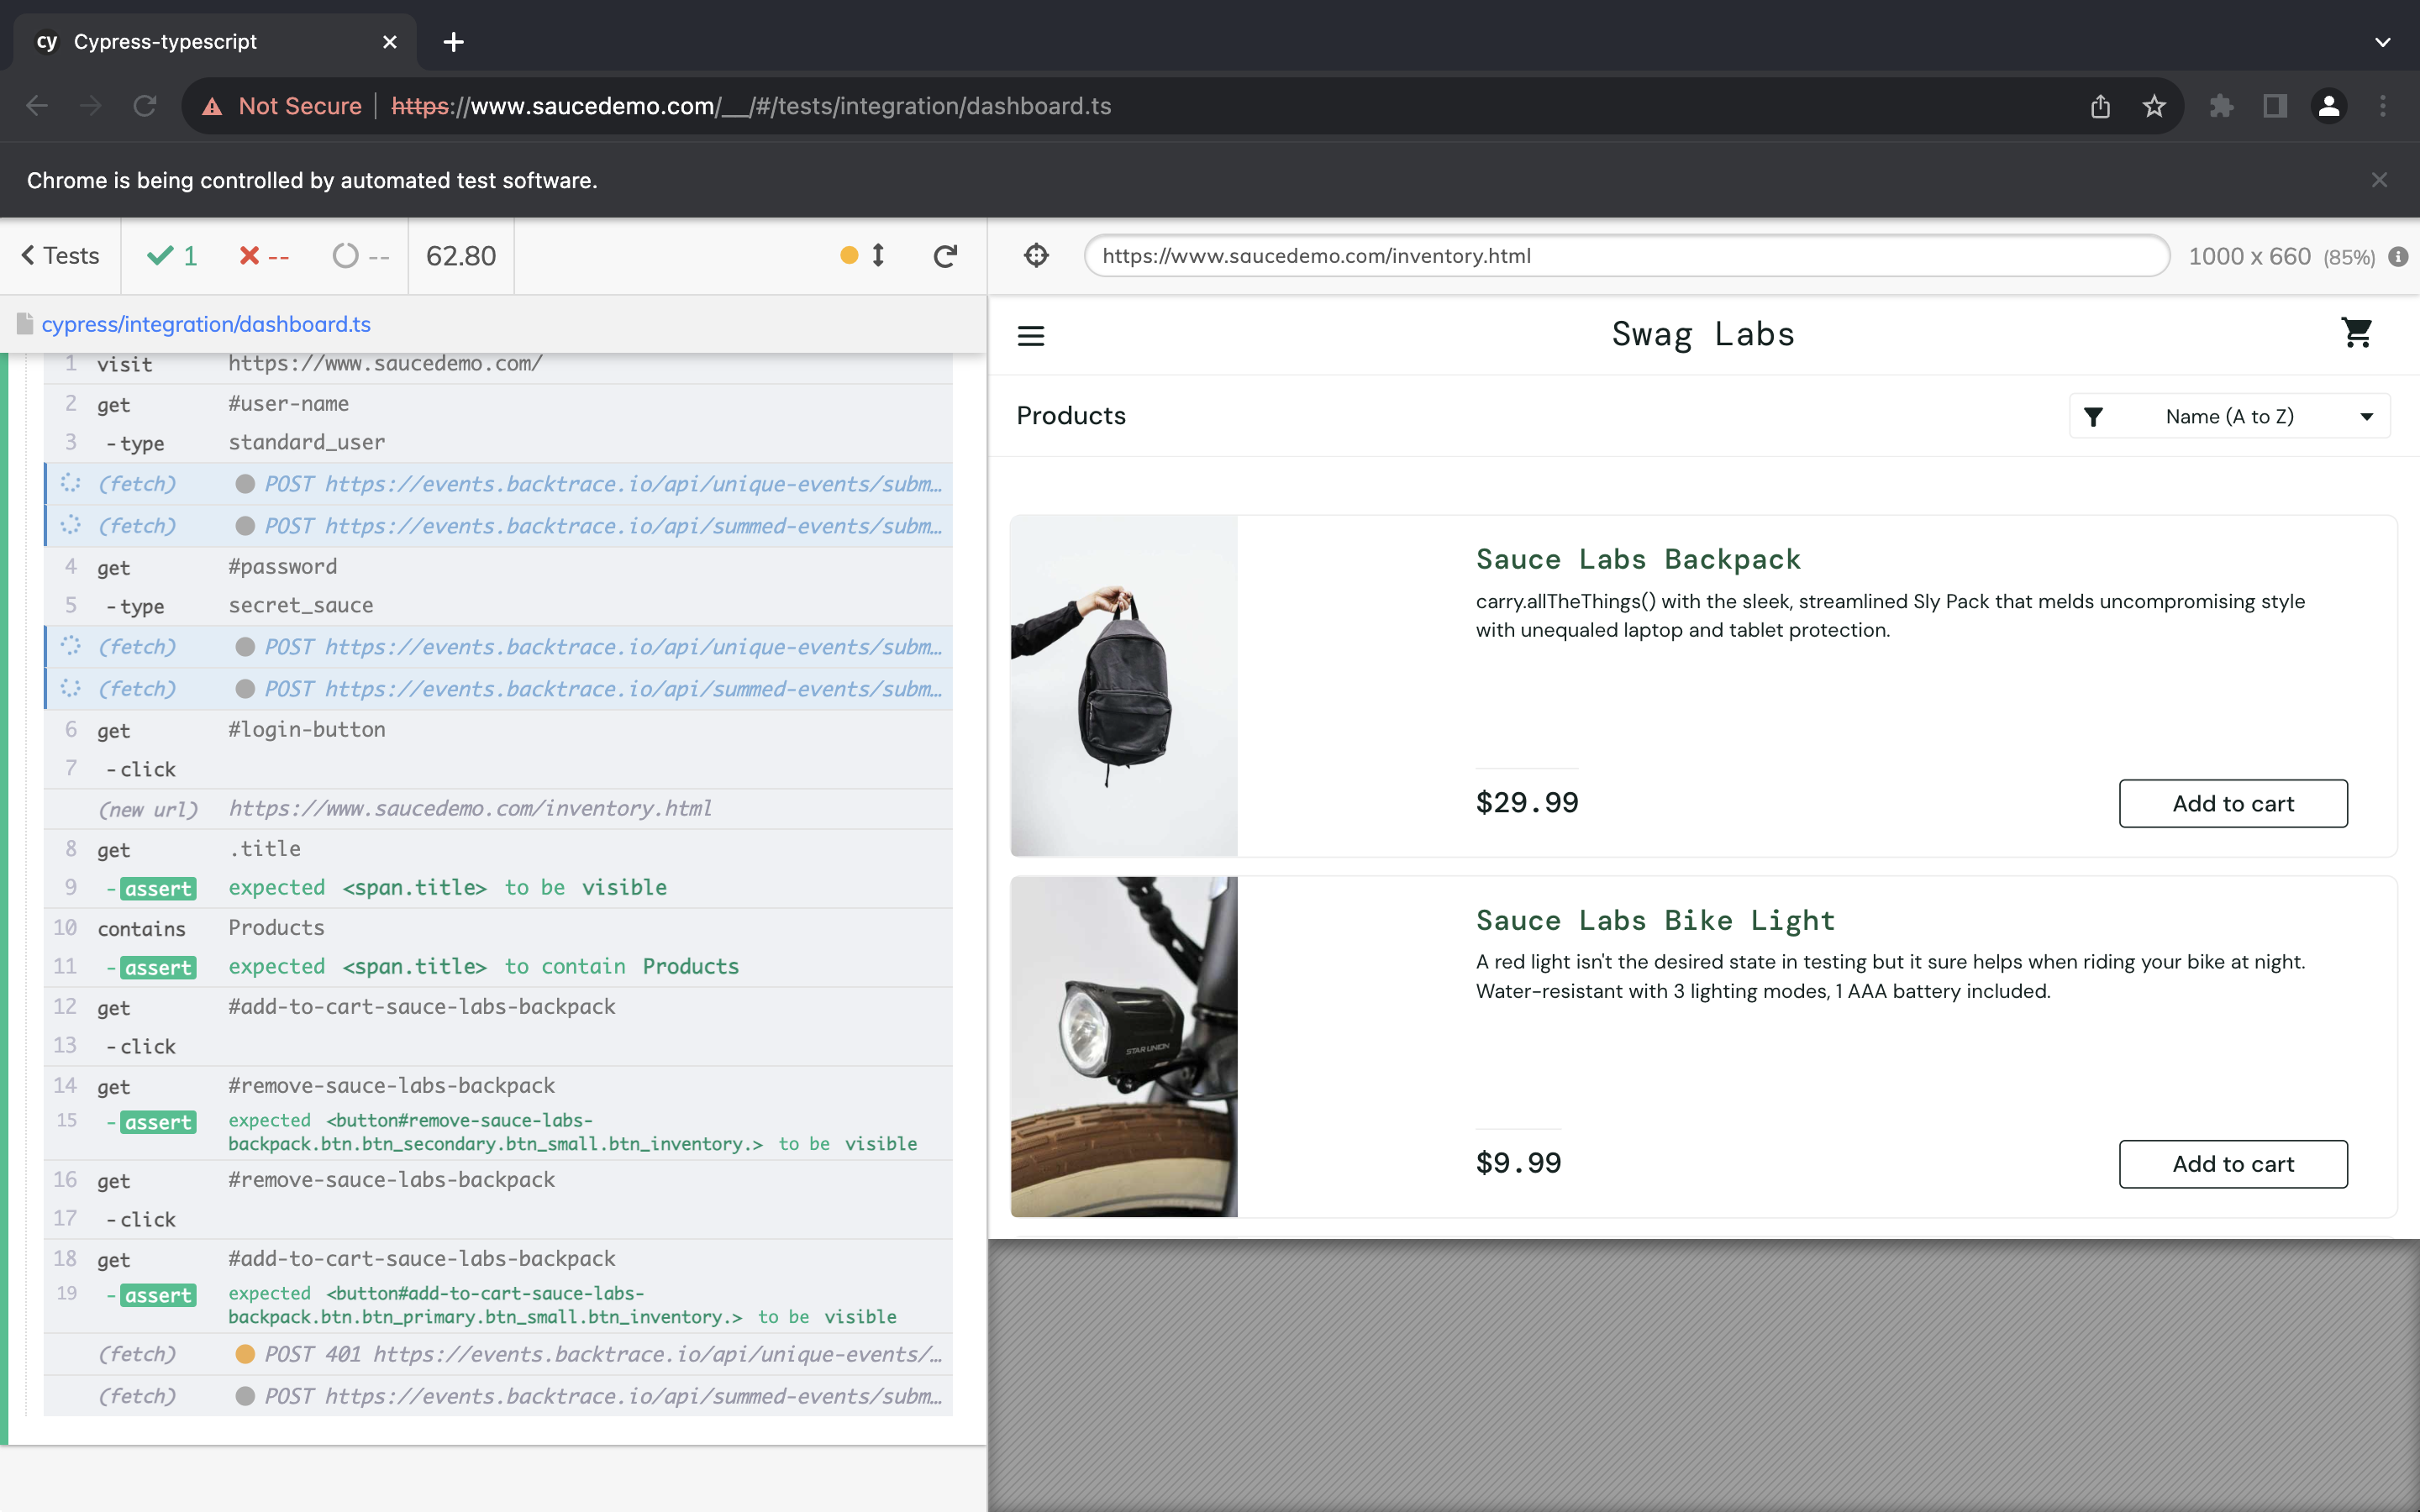 cy Cypress-typescript
Not Secure https://www.saucedemo.com/__/#/tests/integration/dashboard.ts
Chrome is being controlled by automated test software.
Tests 1 -- -- 62.80
https://www.saucedemo.com/inventory.html 1000 x 660 (85%)
cypress/integration/dashboard.ts
1 visit https://www.saucedemo.com/
2 get #user-name
3 -type standard_user
(fetch) POST https://events.backtrace.io/api/unique-events/subm…
(fetch) POST https://events.backtrace.io/api/summed-events/subm…
4 get #password
5 -type secret_sauce
(fetch) POST https://events.backtrace.io/api/unique-events/subm…
(fetch) POST https://events.backtrace.io/api/summed-events/subm…
6 get #login-button
7 -click
(new url) https://www.saucedemo.com/inventory.html
8 get .title
9 -assert expected <span.title> to be visible
10 contains Products
11 -assert expected <span.title> to contain Products
12 get #add-to-cart-sauce-labs-backpack
13 -click
14 get #remove-sauce-labs-backpack
15 -assert expected <button#remove-sauce-labs-
backpack.btn.btn_secondary.btn_small.btn_inventory.> to be visible
16 get #remove-sauce-labs-backpack
17 -click
18 get #add-to-cart-sauce-labs-backpack
19 -assert expected <button#add-to-cart-sauce-labs-
backpack.btn.btn_primary.btn_small.btn_inventory.> to be visible
(fetch) POST 401 https://events.backtrace.io/api/unique-events/…
(fetch) POST https://events.backtrace.io/api/summed-events/subm…
Swag Labs
Products
Name (A to Z)
Sauce Labs Backpack
carry.allTheThings() with the sleek, streamlined Sly Pack that melds uncompromising style
with unequaled laptop and tablet protection.
$29.99
Add to cart
Sauce Labs Bike Light
A red light isn't the desired state in testing but it sure helps when riding your bike at night.
Water-resistant with 3 lighting modes, 1 AAA battery included.
STAR UNION
$9.99
Add to cart